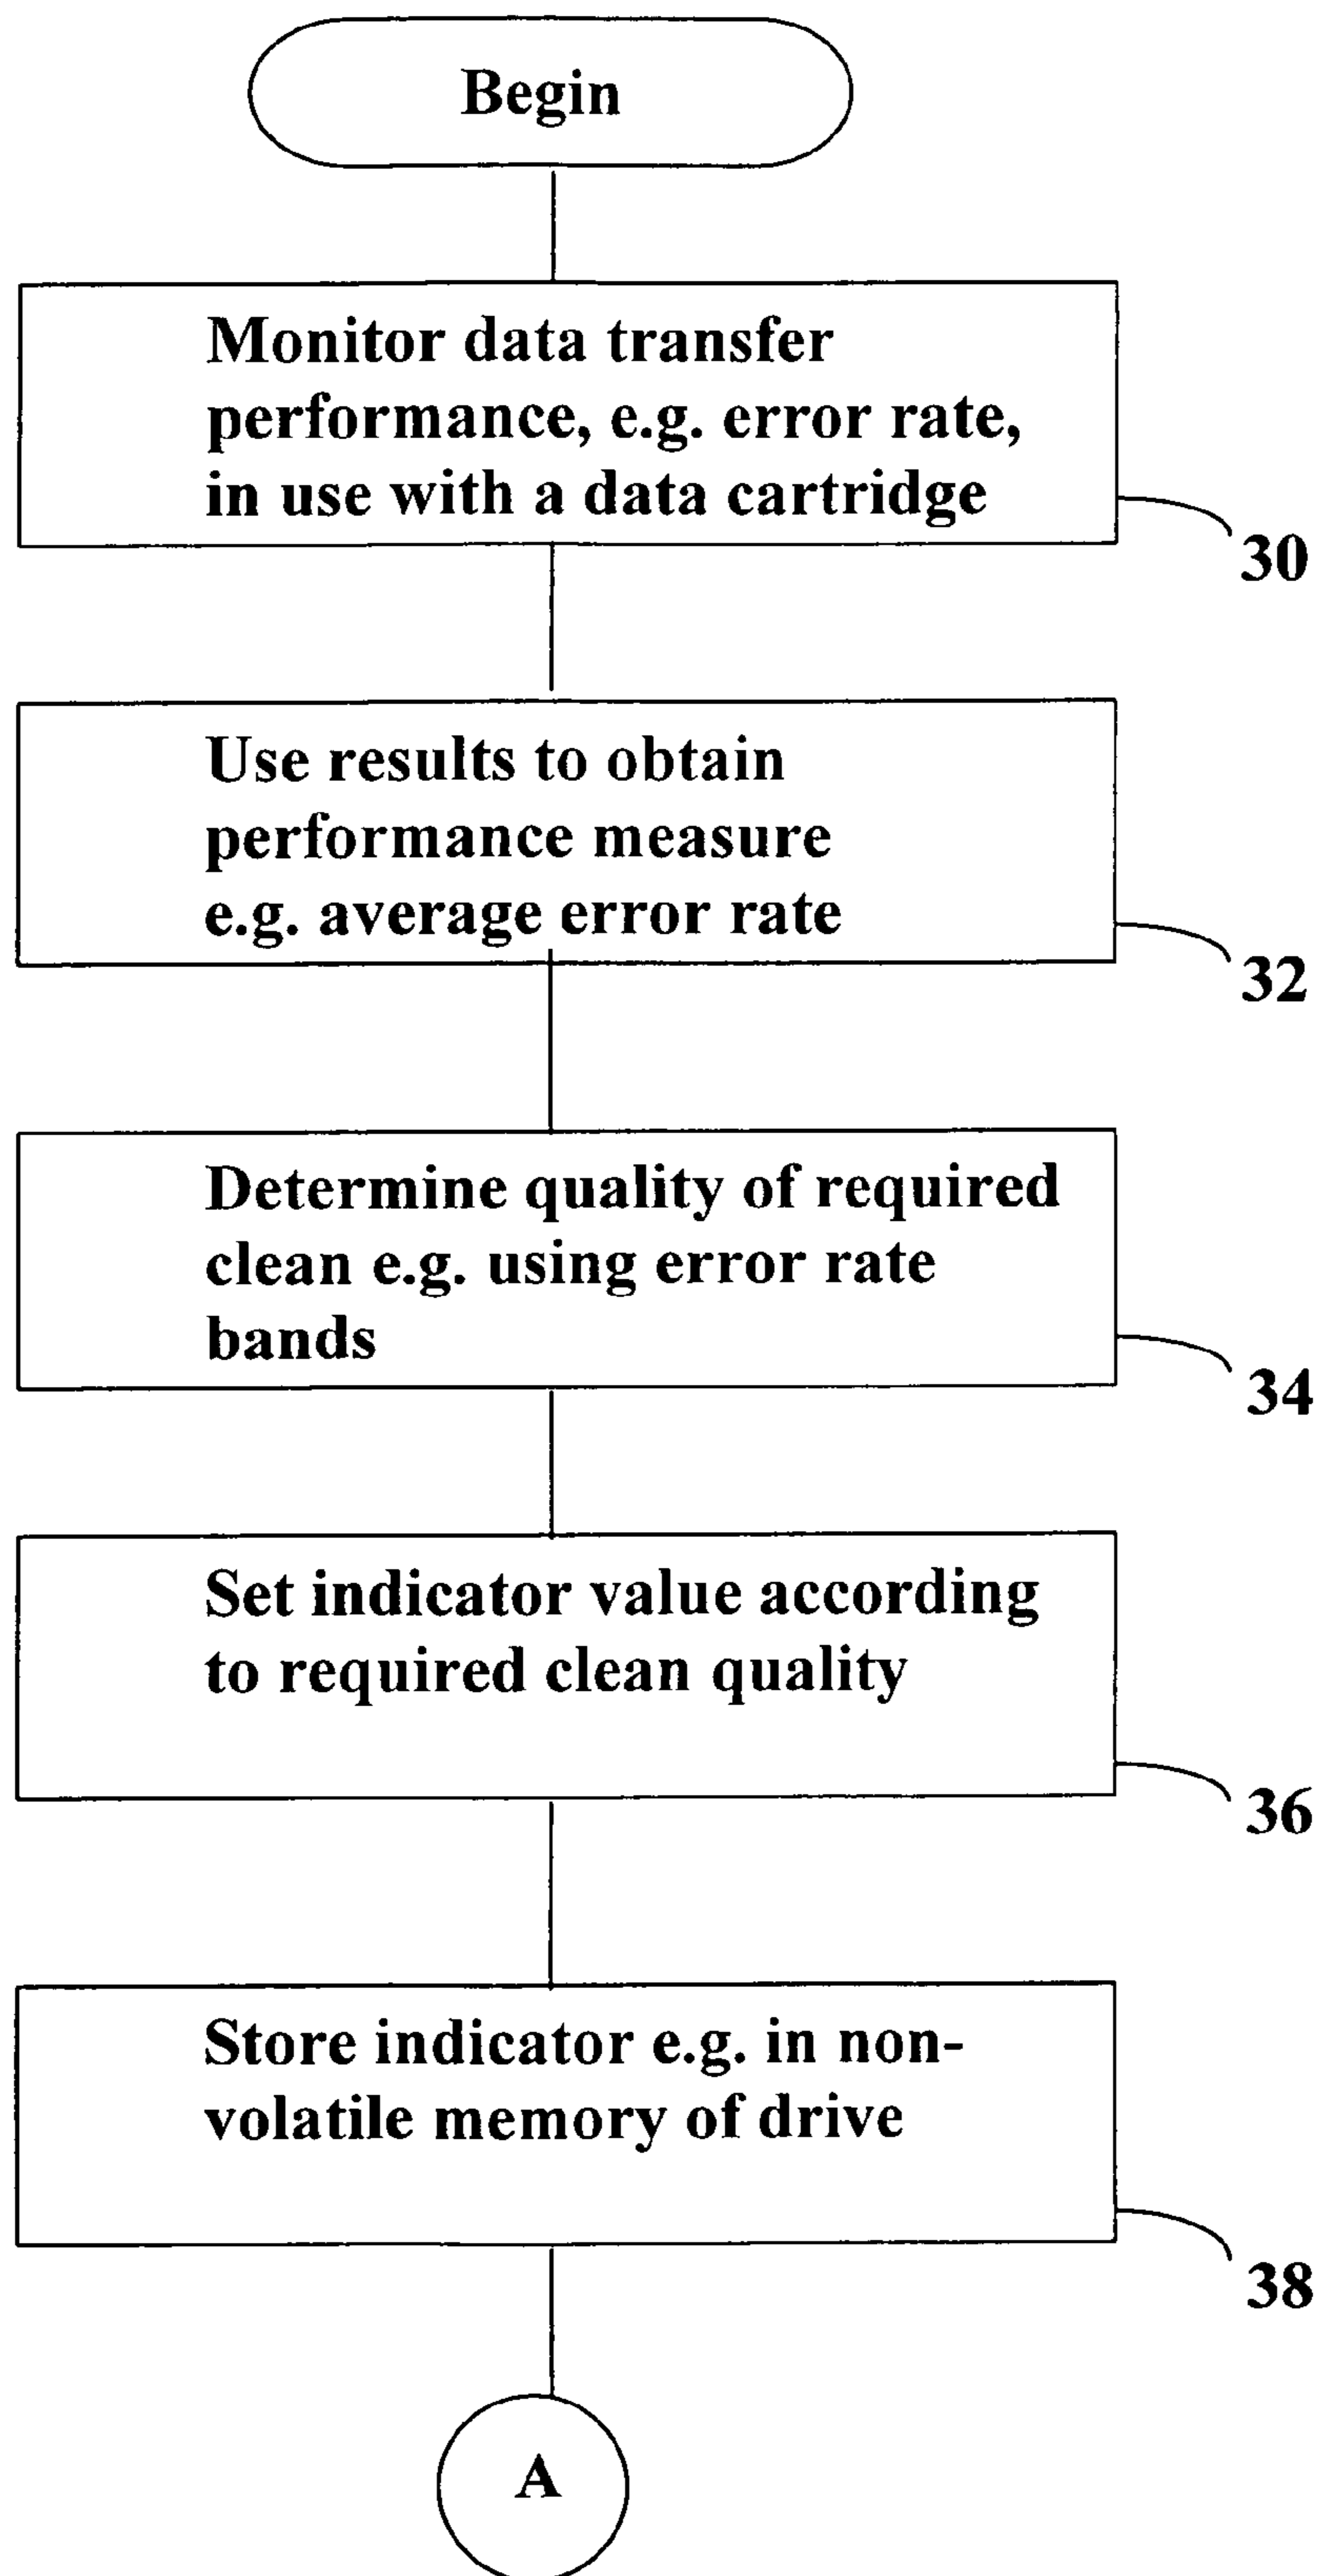 Begin
Monitor data transfer
performance, e.g. error rate,
in use with a data cartridge
30
Use results to obtain
performance measure
e.g. average error rate
32
Determine quality of required
clean e.g. using error rate
bands
34
Set indicator value according
to required clean quality
36
Store indicator e.g. in non-
volatile memory of drive
38
A